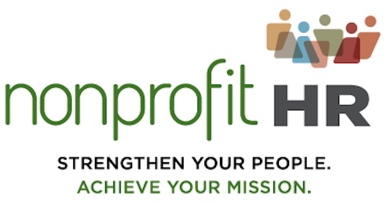 nonprofit HR
STRENGTHEN YOUR PEOPLE.
ACHIEVE YOUR MISSION.